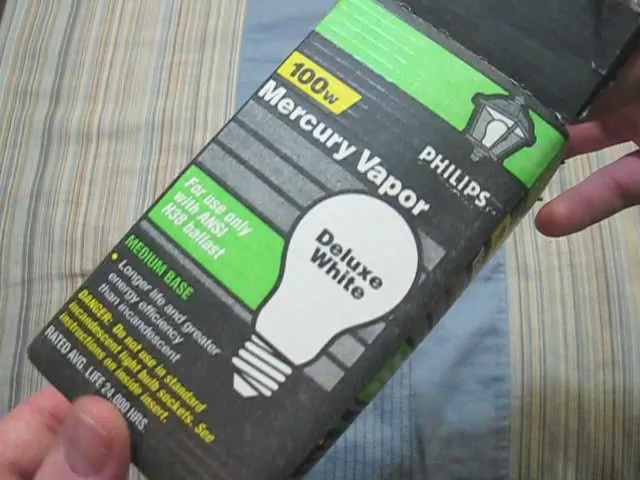 100w
Mercury Vapor
PHILIPS
For use only
with ANSI
H38 ballast
Deluxe
White
MEDIUM BASE
• Longer life and greater
energy efficiency
than incandescent
DANGER: Do not use in standard
incandescent light bulb sockets. See
instructions on inside insert.
RATED AVG. LIFE 24,000 HRS.